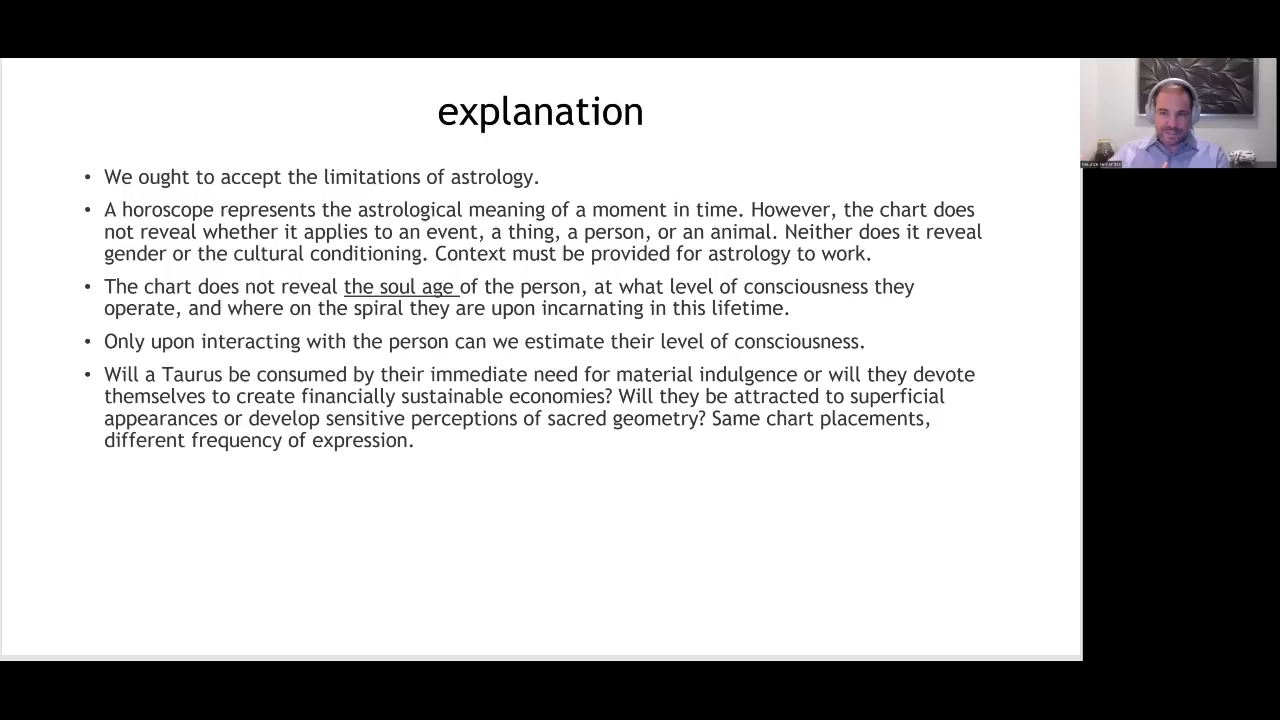 explanation
• We ought to accept the limitations of astrology.
• A horoscope represents the astrological meaning of a moment in time. However, the chart does
not reveal whether it applies to an event, a thing, a person, or an animal. Neither does it reveal
gender or the cultural conditioning. Context must be provided for astrology to work.
• The chart does not reveal the soul age of the person, at what level of consciousness they
operate, and where on the spiral they are upon incarnating in this lifetime.
• Only upon interacting with the person can we estimate their level of consciousness.
• Will a Taurus be consumed by their immediate need for material indulgence or will they devote
themselves to create financially sustainable economies? Will they be attracted to superficial
appearances or develop sensitive perceptions of sacred geometry? Same chart placements,
different frequency of expression.
Maurice Fernandez